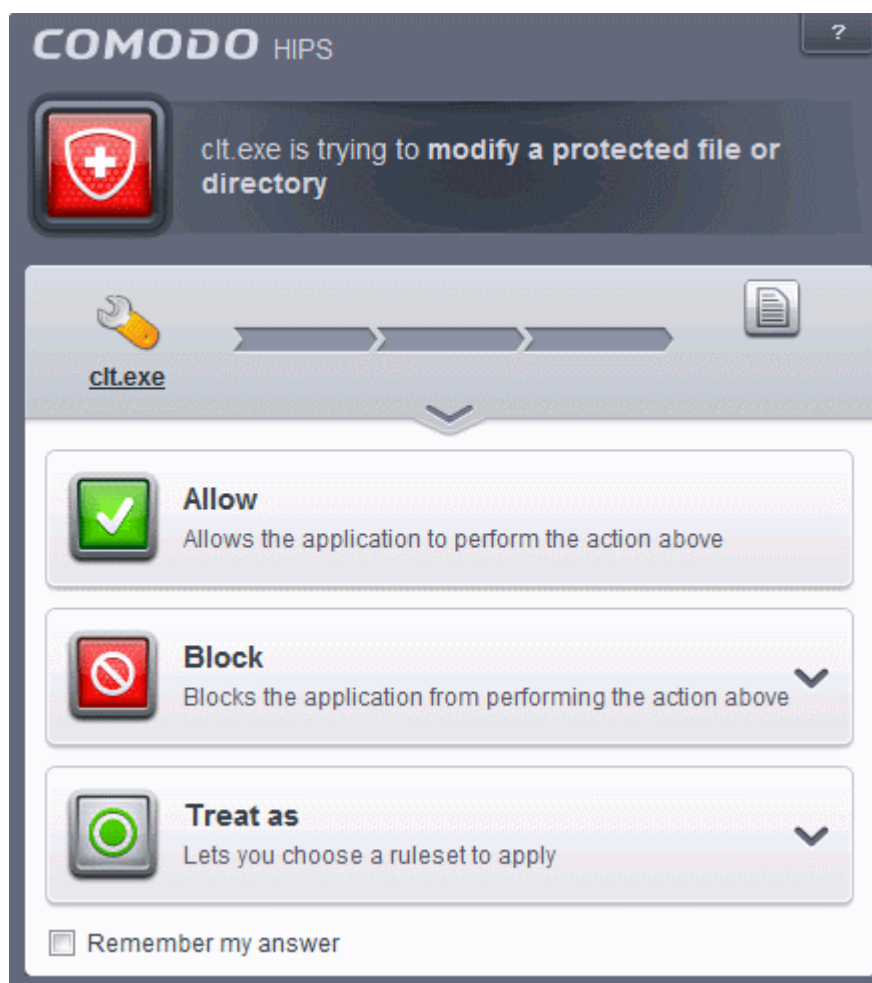 COMODO HIPS
?
clt.exe is trying to modify a protected file or
directory
clt.exe
Allow
Allows the application to perform the action above
Block
Blocks the application from performing the action above
Treat as
Lets you choose a ruleset to apply
Remember my answer